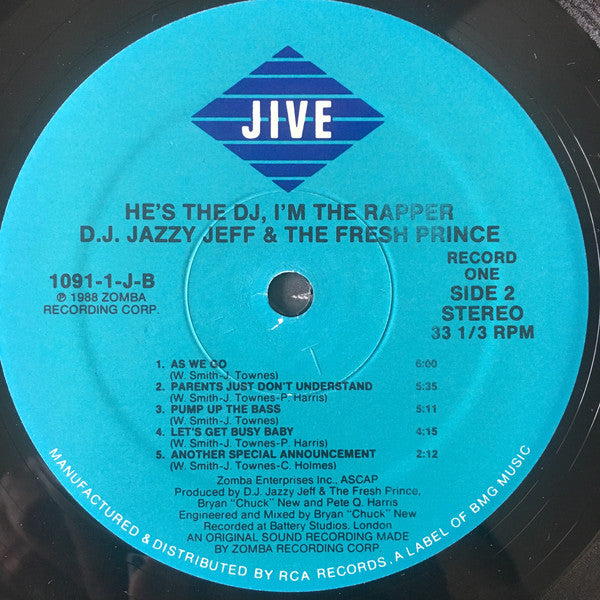 JIVE
HE'S THE DJ, I'M THE RAPPER
D.J. JAZZY JEFF & THE FRESH PRINCE
1091-1-J-B
℗ 1988 ZOMBA
RECORDING CORP.
RECORD
ONE
SIDE 2
STEREO
33 1/3 RPM
1. AS WE GO 6:00
(W. Smith-J. Townes)
2. PARENTS JUST DON'T UNDERSTAND 5:35
(W. Smith-J. Townes-P. Harris)
3. PUMP UP THE BASS 5:11
(W. Smith-J. Townes)
4. LET'S GET BUSY BABY 4:15
(W. Smith-J. Townes-P. Harris)
5. ANOTHER SPECIAL ANNOUNCEMENT 2:12
(W. Smith-J. Townes-C. Holmes)
Zomba Enterprises Inc., ASCAP
Produced by D.J. Jazzy Jeff & The Fresh Prince,
Bryan "Chuck" New and Pete Q. Harris
Engineered and Mixed by Bryan "Chuck" New
Recorded at Battery Studios, London
AN ORIGINAL SOUND RECORDING MADE
BY ZOMBA RECORDING CORP.
MANUFACTURED & DISTRIBUTED BY RCA RECORDS, A LABEL OF BMG MUSIC